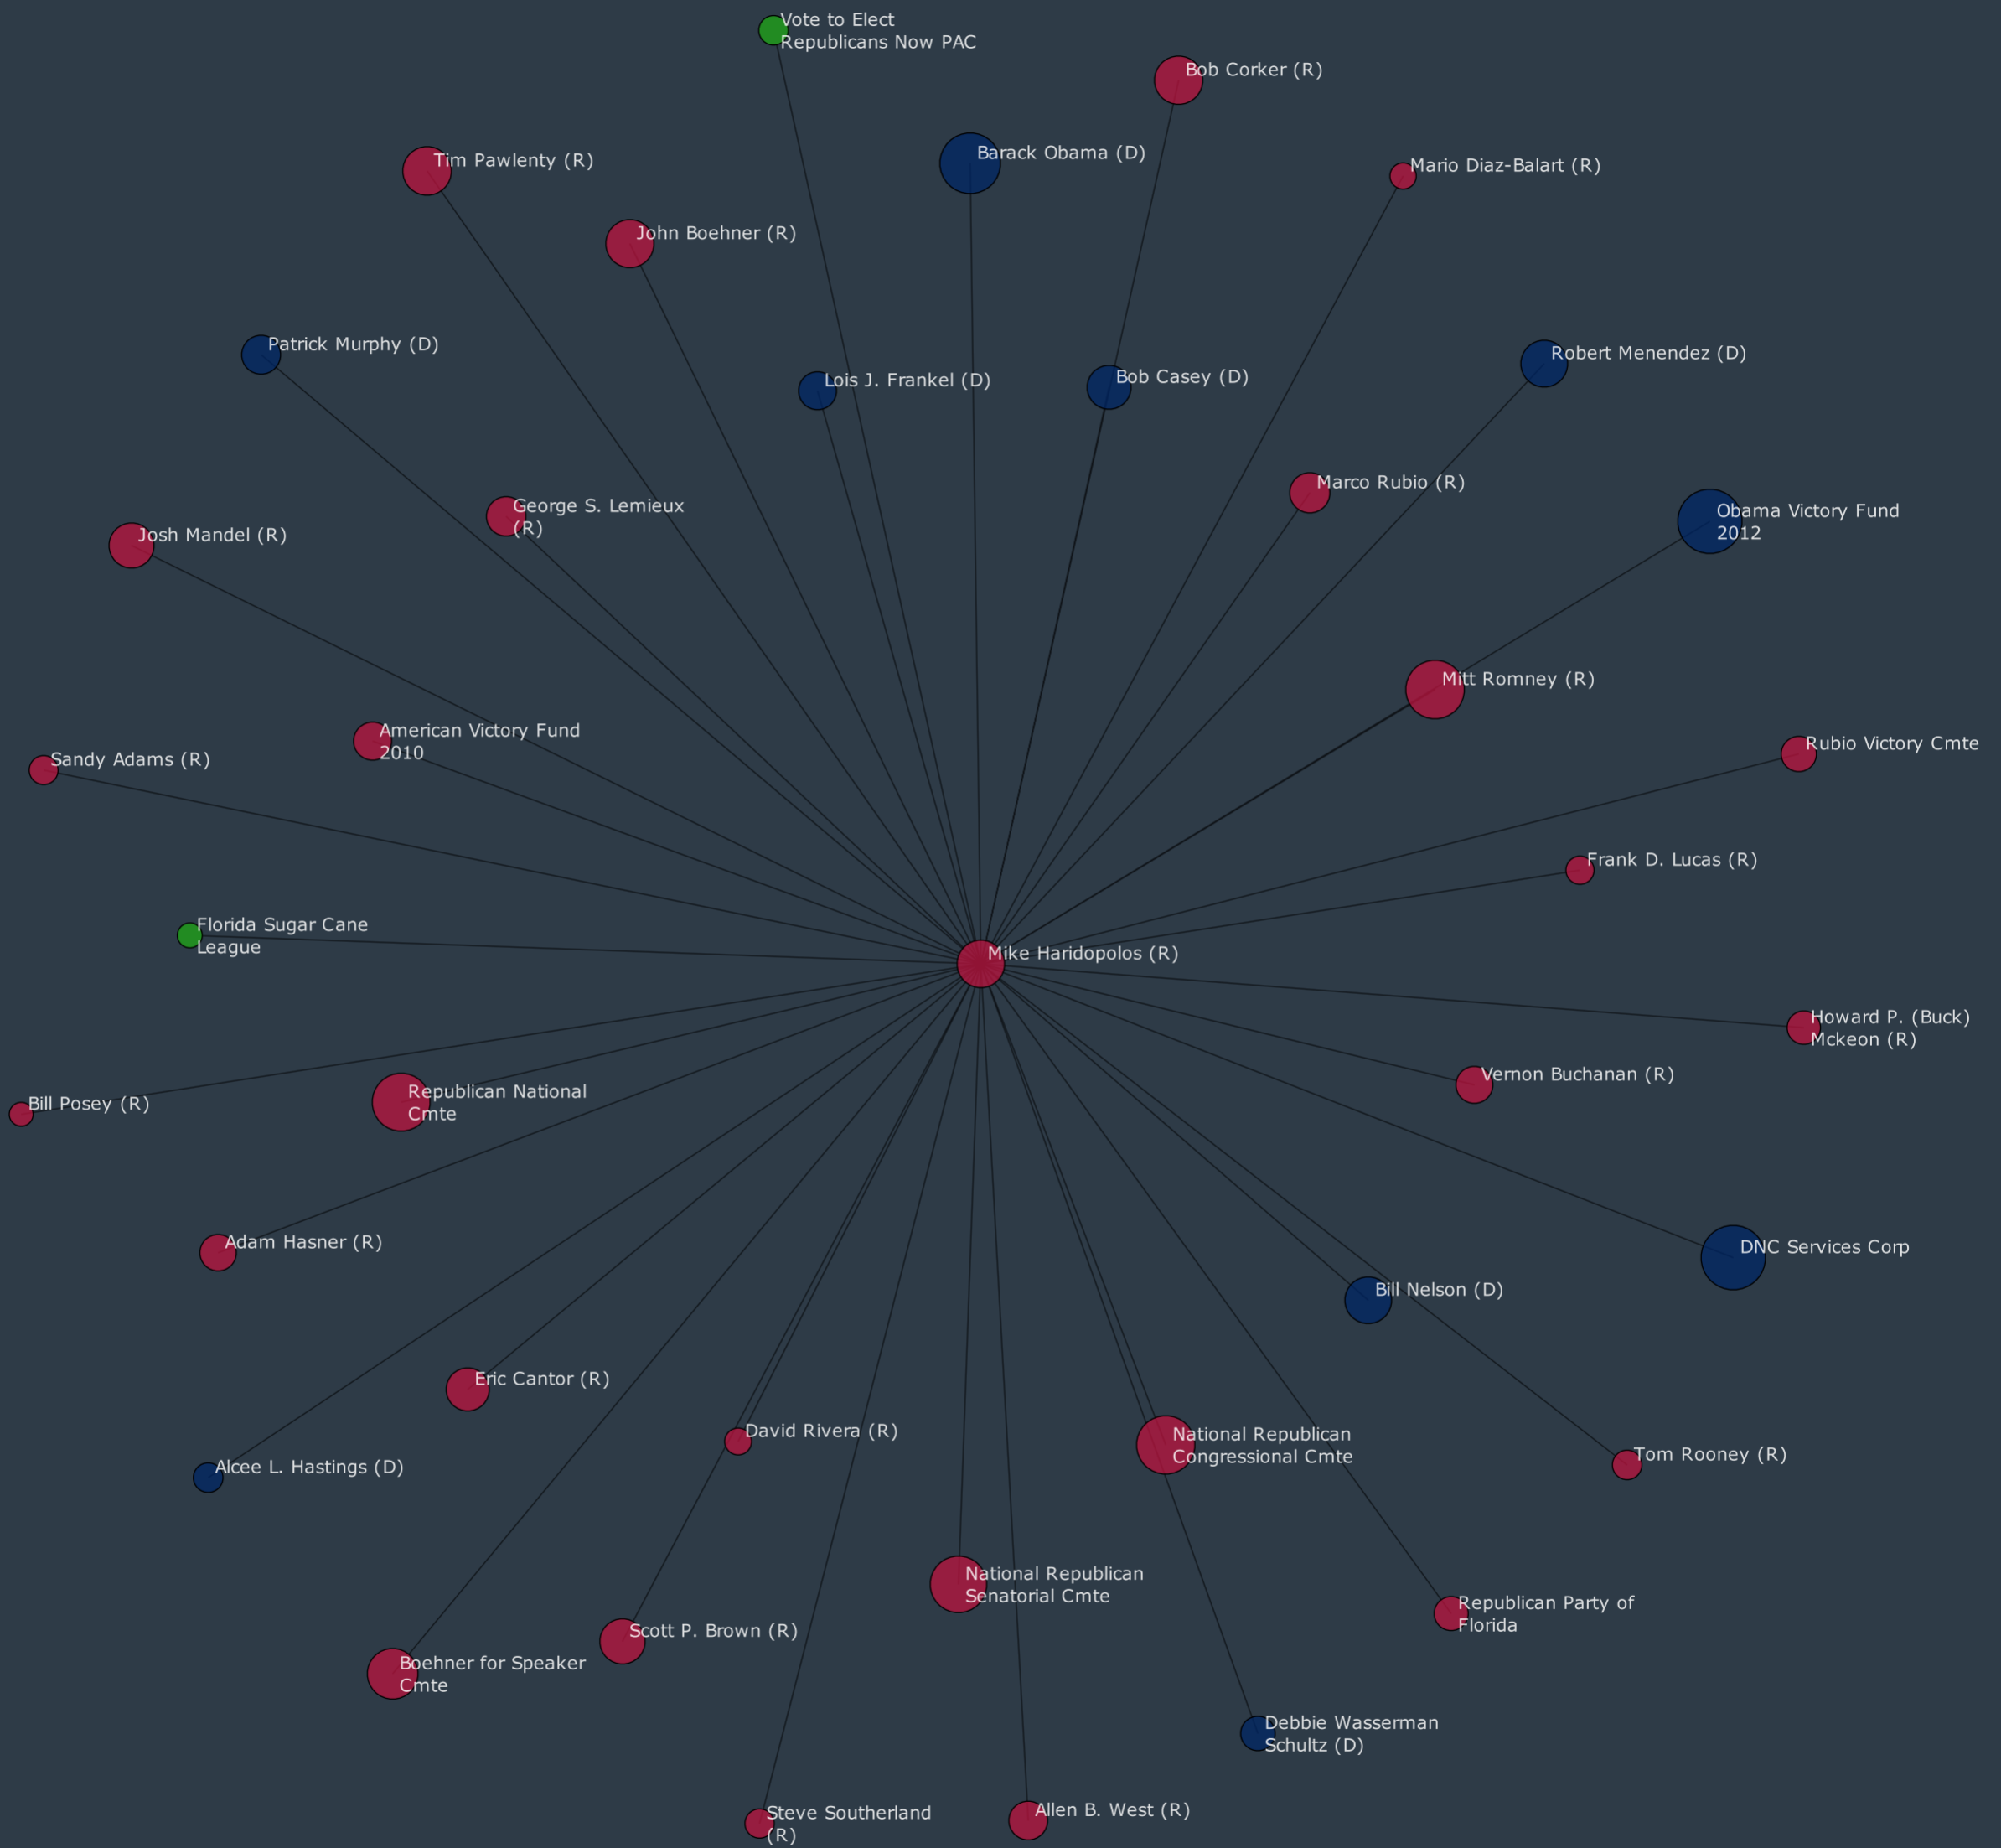 Vote to Elect
Republicans Now PAC
Bob Corker (R)
Barack Obama (D)
Tim Pawlenty (R)
Mario Diaz-Balart (R)
John Boehner (R)
Patrick Murphy (D)
Robert Menendez (D)
Lois J. Frankel (D)
Bob Casey (D)
Marco Rubio (R)
George S. Lemieux
(R)
Obama Victory Fund
2012
Josh Mandel (R)
Mitt Romney (R)
American Victory Fund
2010
Rubio Victory Cmte
Sandy Adams (R)
Frank D. Lucas (R)
Florida Sugar Cane
League
Mike Haridopolos (R)
Howard P. (Buck)
Mckeon (R)
Vernon Buchanan (R)
Republican National
Cmte
Bill Posey (R)
Adam Hasner (R)
DNC Services Corp
Bill Nelson (D)
Eric Cantor (R)
David Rivera (R)
National Republican
Congressional Cmte
Tom Rooney (R)
Alcee L. Hastings (D)
National Republican
Senatorial Cmte
Republican Party of
Florida
Scott P. Brown (R)
Boehner for Speaker
Cmte
Debbie Wasserman
Schultz (D)
Steve Southerland
(R)
Allen B. West (R)